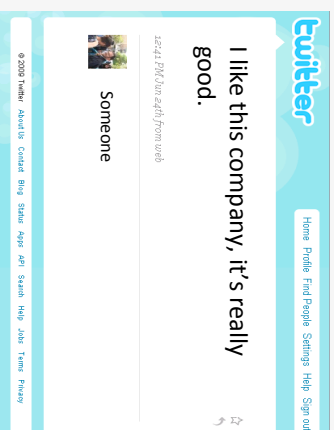 twitter
Home Profile Find People Settings Help Sign out
I like this company, it's really
good.
12:41 PM Jun 24th from web
Someone
© 2009 Twitter About Us Contact Blog Status Apps API Search Help Jobs Terms Privacy